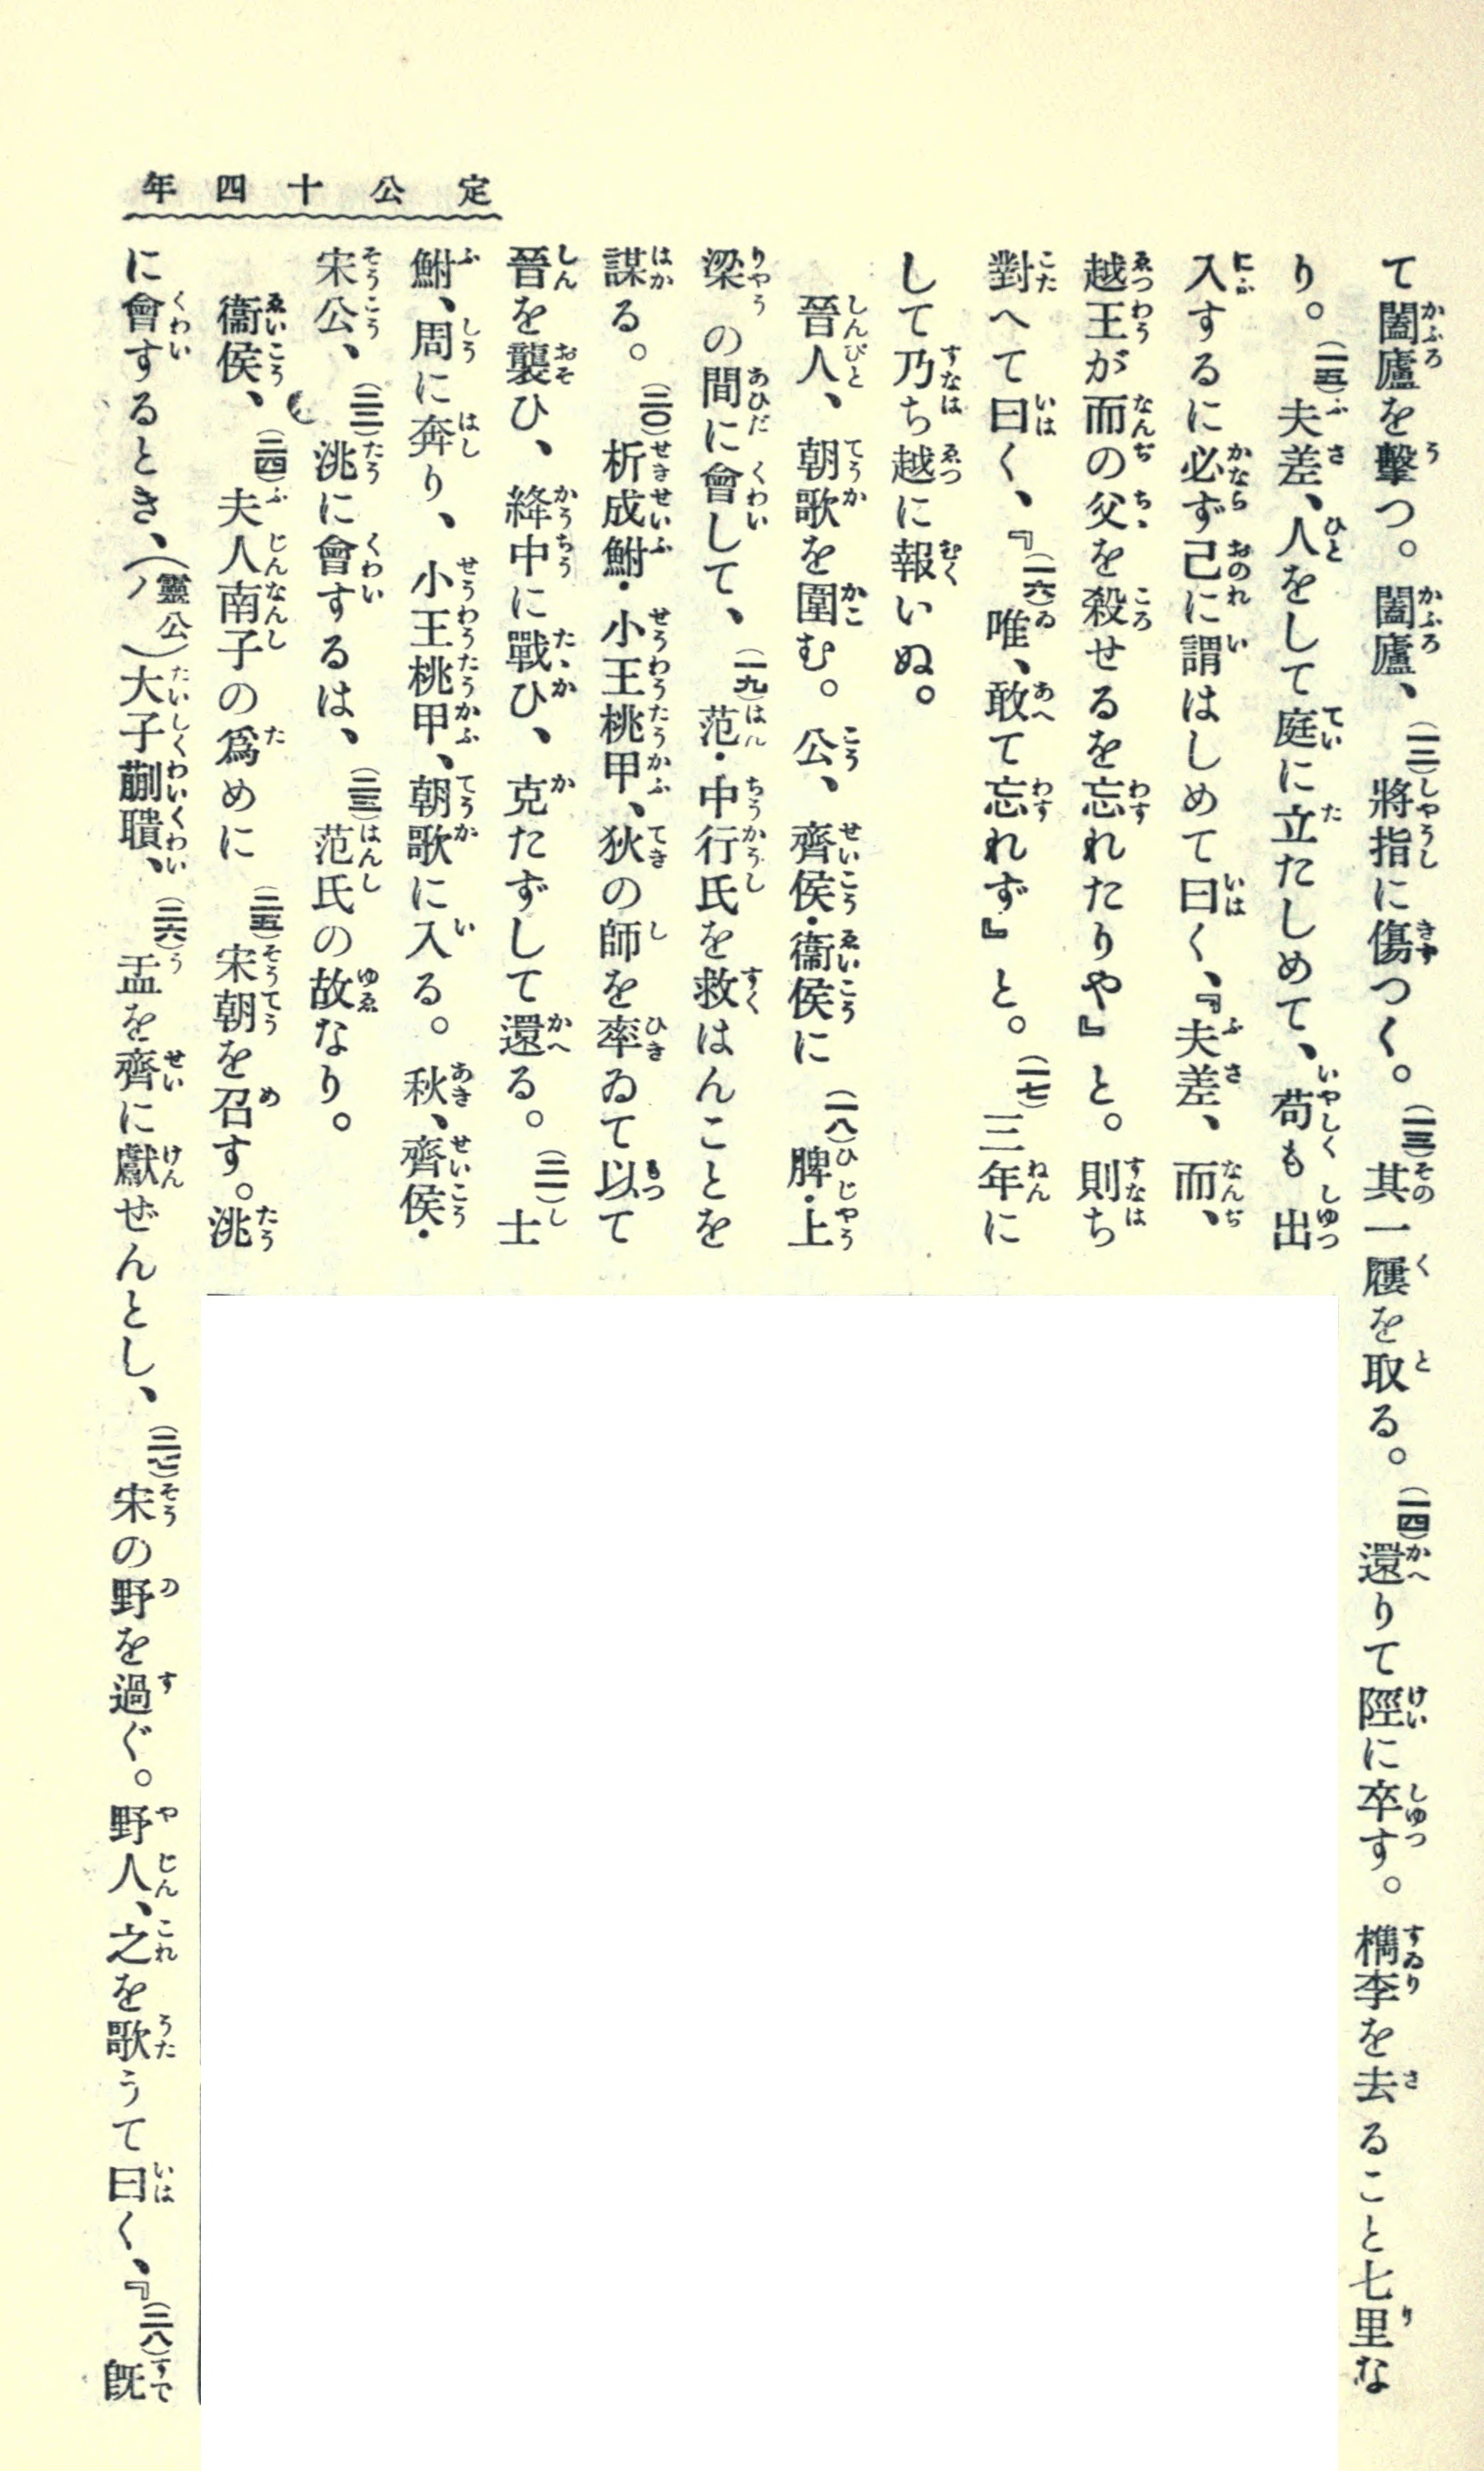 定公十四年
て闔廬を擊つ。闔廬、（一二）將指に傷つく。（一三）其一屨を取る。（一四）還りて陘に卒す。檇李を去ること七里な
り。（一五）夫差、人をして庭に立たしめて、苟も出
入するに必ず己に謂はしめて曰く、『夫差、而、
越王が而の父を殺せるを忘れたりや』と。則ち
對へて曰く、『（一六）唯、敢て忘れず』と。（一七）三年に
して乃ち越に報いぬ。
晉人、朝歌を圍む。公、齊侯・衞侯に（一八）脾・上
梁の間に會して、（一九）范・中行氏を救はんことを
謀る。（二〇）析成鮒・小王桃甲、狄の師を率ゐて以て
晉を襲ひ、絳中に戰ひ、克たずして還る。（二一）士
鮒、周に奔り、小王桃甲、朝歌に入る。秋、齊侯・
宋公、（二二）洮に會するは、（二三）范氏の故なり。
衞侯、（二四）夫人南子の爲めに（二五）宋朝を召す。洮
に會するとき、（靈公ノ）大子蒯聵、（二六）盂を齊に獻ぜんとし、（二七）宋の野を過ぐ。野人、之を歌うて曰く、『（二八）既